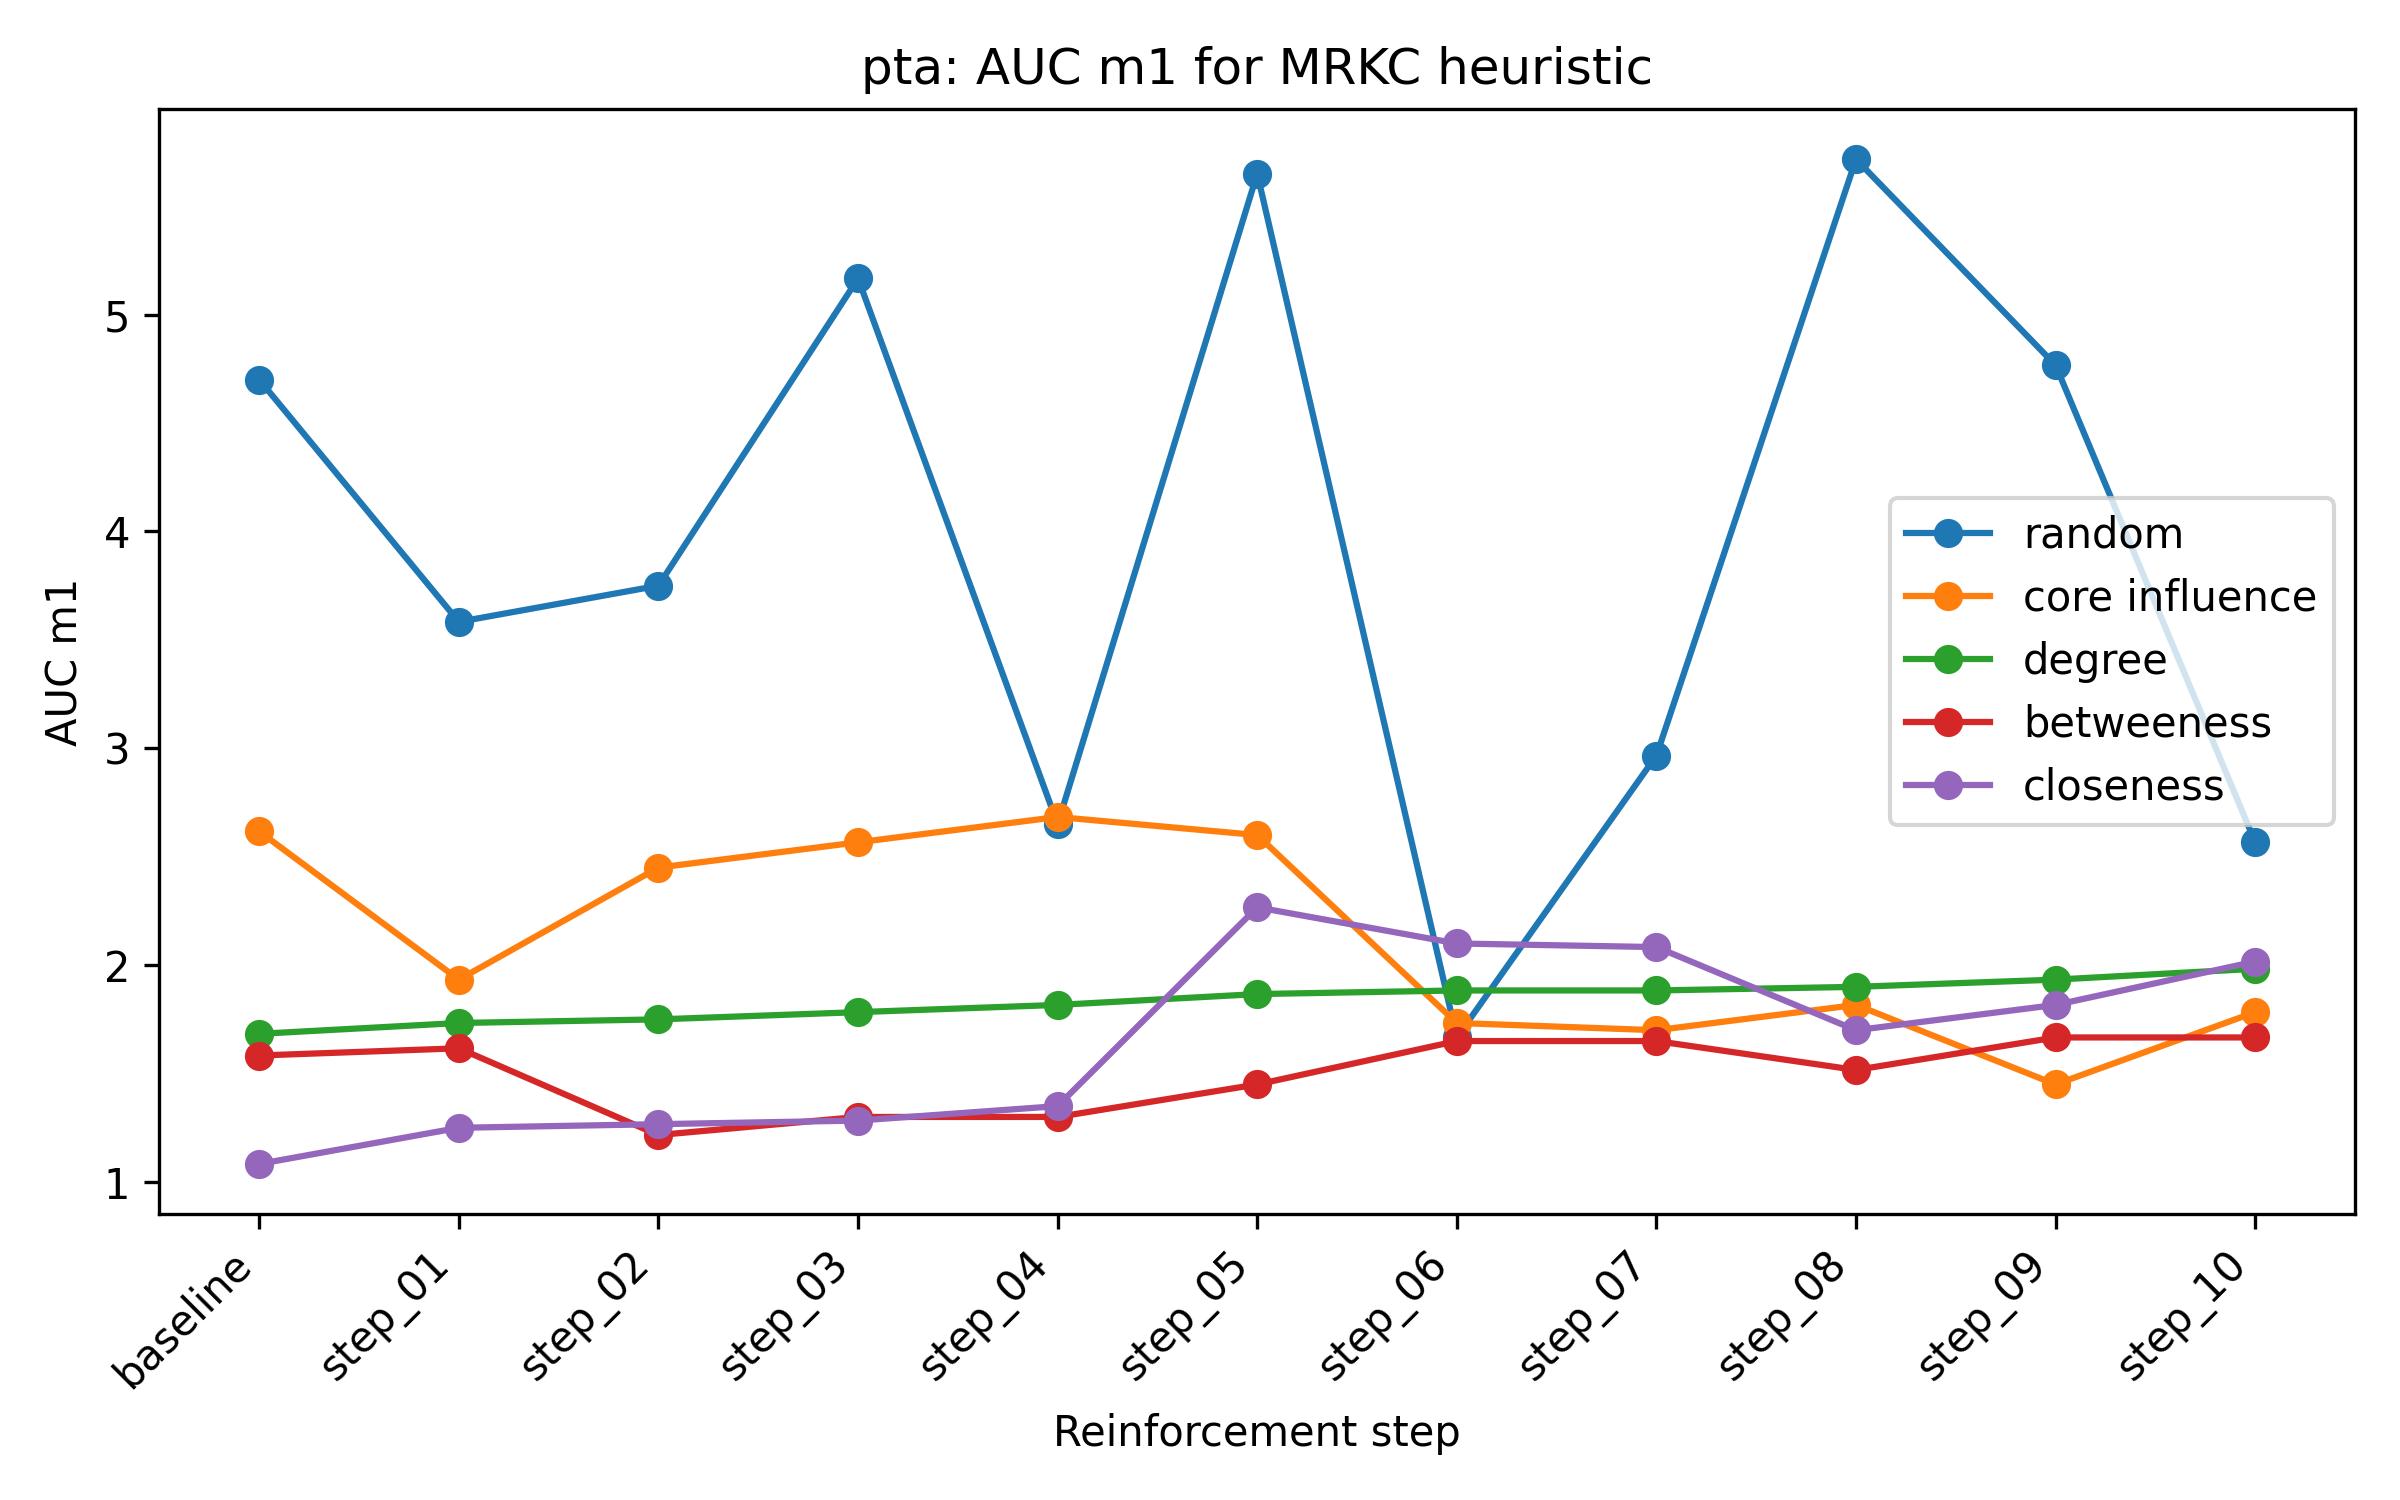 pta: AUC m1 for MRKC heuristic
AUC m1
5
4
3
2
1
random
core influence
degree
betweeness
closeness
baseline
step_01
step_02
step_03
step_04
step_05
step_06
step_07
step_08
step_09
step_10
Reinforcement step